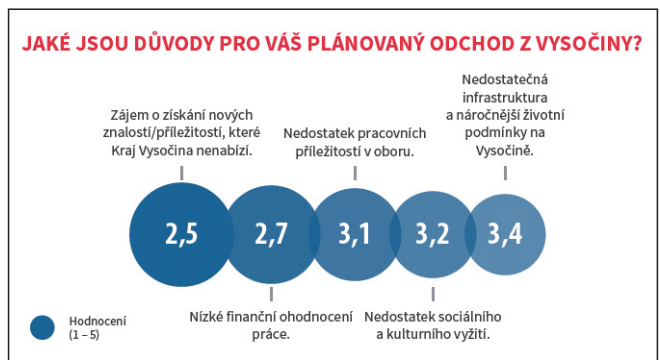 JAKÉ JSOU DŮVODY PRO VÁŠ PLÁNOVANÝ ODCHOD Z VYSOČINY?
Zájem o získání nových
znalostí/příležitostí, které
Kraj Vysočina nenabízí.
Nedostatek pracovních
příležitostí v oboru.
Nedostatečná
infrastruktura
a náročnější životní
podmínky na
Vysočině.
2,5
2,7
3,1
3,2
3,4
Nízké finanční ohodnocení
práce.
Nedostatek sociálního
a kulturního vyžití.
Hodnocení
(1 – 5)